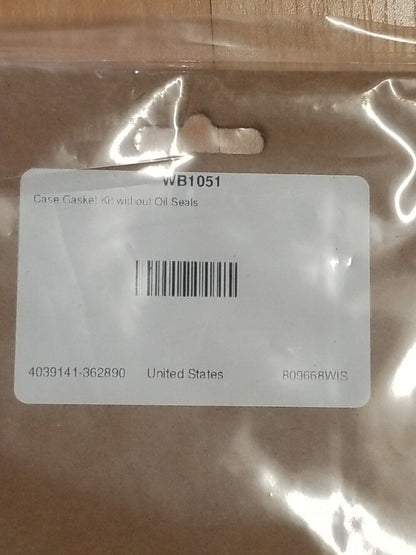 WB1051
Case Gasket Kit without Oil Seals
4039141-362890 United States 809668WIS